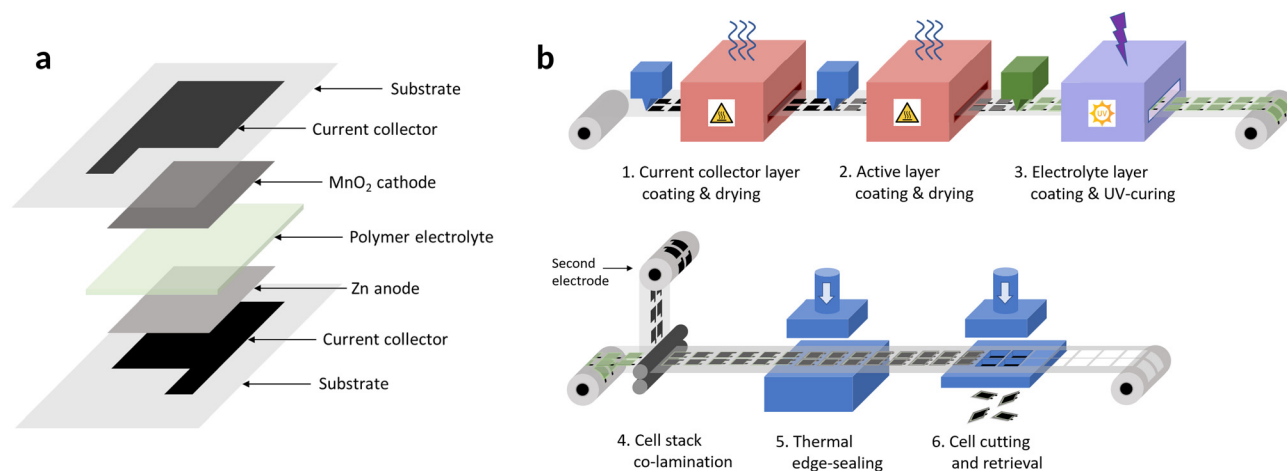 a
Substrate
Current collector
MnO₂ cathode
Polymer electrolyte
Zn anode
Current collector
Substrate
b
UV
1. Current collector layer
coating & drying
2. Active layer
coating & drying
3. Electrolyte layer
coating & UV-curing
Second
electrode
4. Cell stack
co-lamination
5. Thermal
edge-sealing
6. Cell cutting
and retrieval